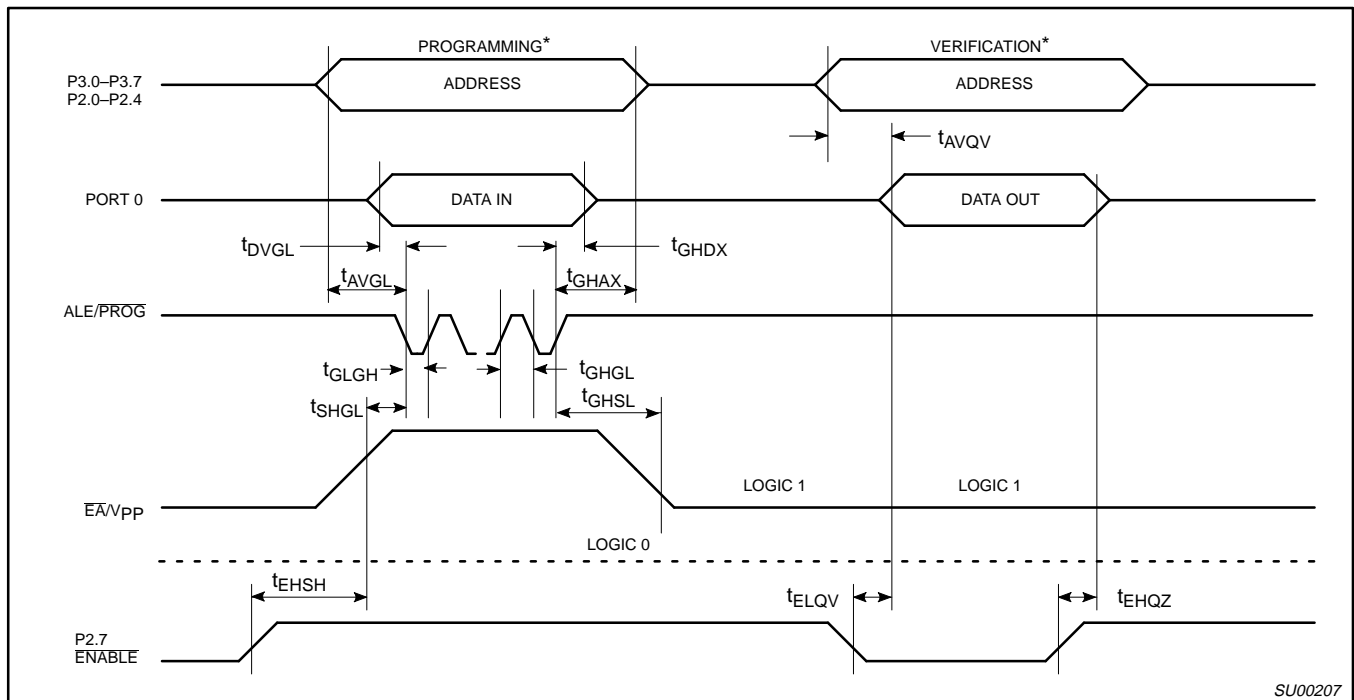 PROGRAMMING*
VERIFICATION*
P3.0–P3.7
P2.0–P2.4
ADDRESS
ADDRESS
tAVQV
PORT 0
DATA IN
DATA OUT
tDVGL
tGHDX
tAVGL
tGHAX
ALE/PROG
tGLGH
tGHGL
tSHGL
tGHSL
LOGIC 1
LOGIC 1
EA/VPP
LOGIC 0
tEHSH
tELQV
tEHQZ
P2.7
ENABLE
SU00207